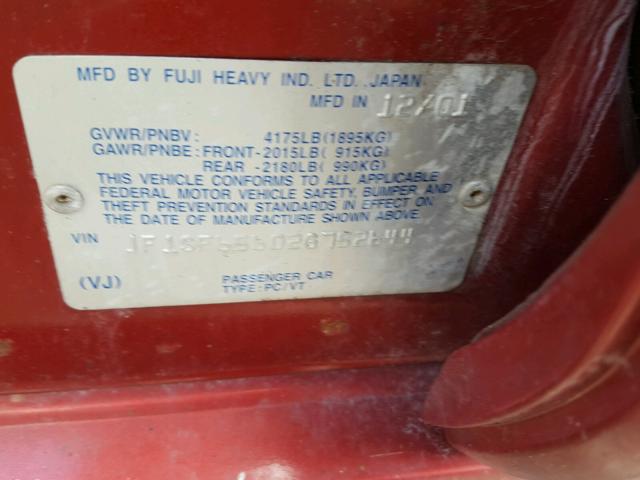 MFD BY FUJI HEAVY IND. LTD. JAPAN
MFD IN 12/01
GVWR/PNBV: 4175LB(1895KG)
GAWR/PNBE: FRONT-2015LB( 915KG)
REAR -2180LB( 990KG)
THIS VEHICLE CONFORMS TO ALL APPLICABLE
FEDERAL MOTOR VEHICLE SAFETY, BUMPER, AND
THEFT PREVENTION STANDARDS IN EFFECT ON
THE DATE OF MANUFACTURE SHOWN ABOVE.
VIN
(VJ) PASSENGER CAR
TYPE:PC/VT